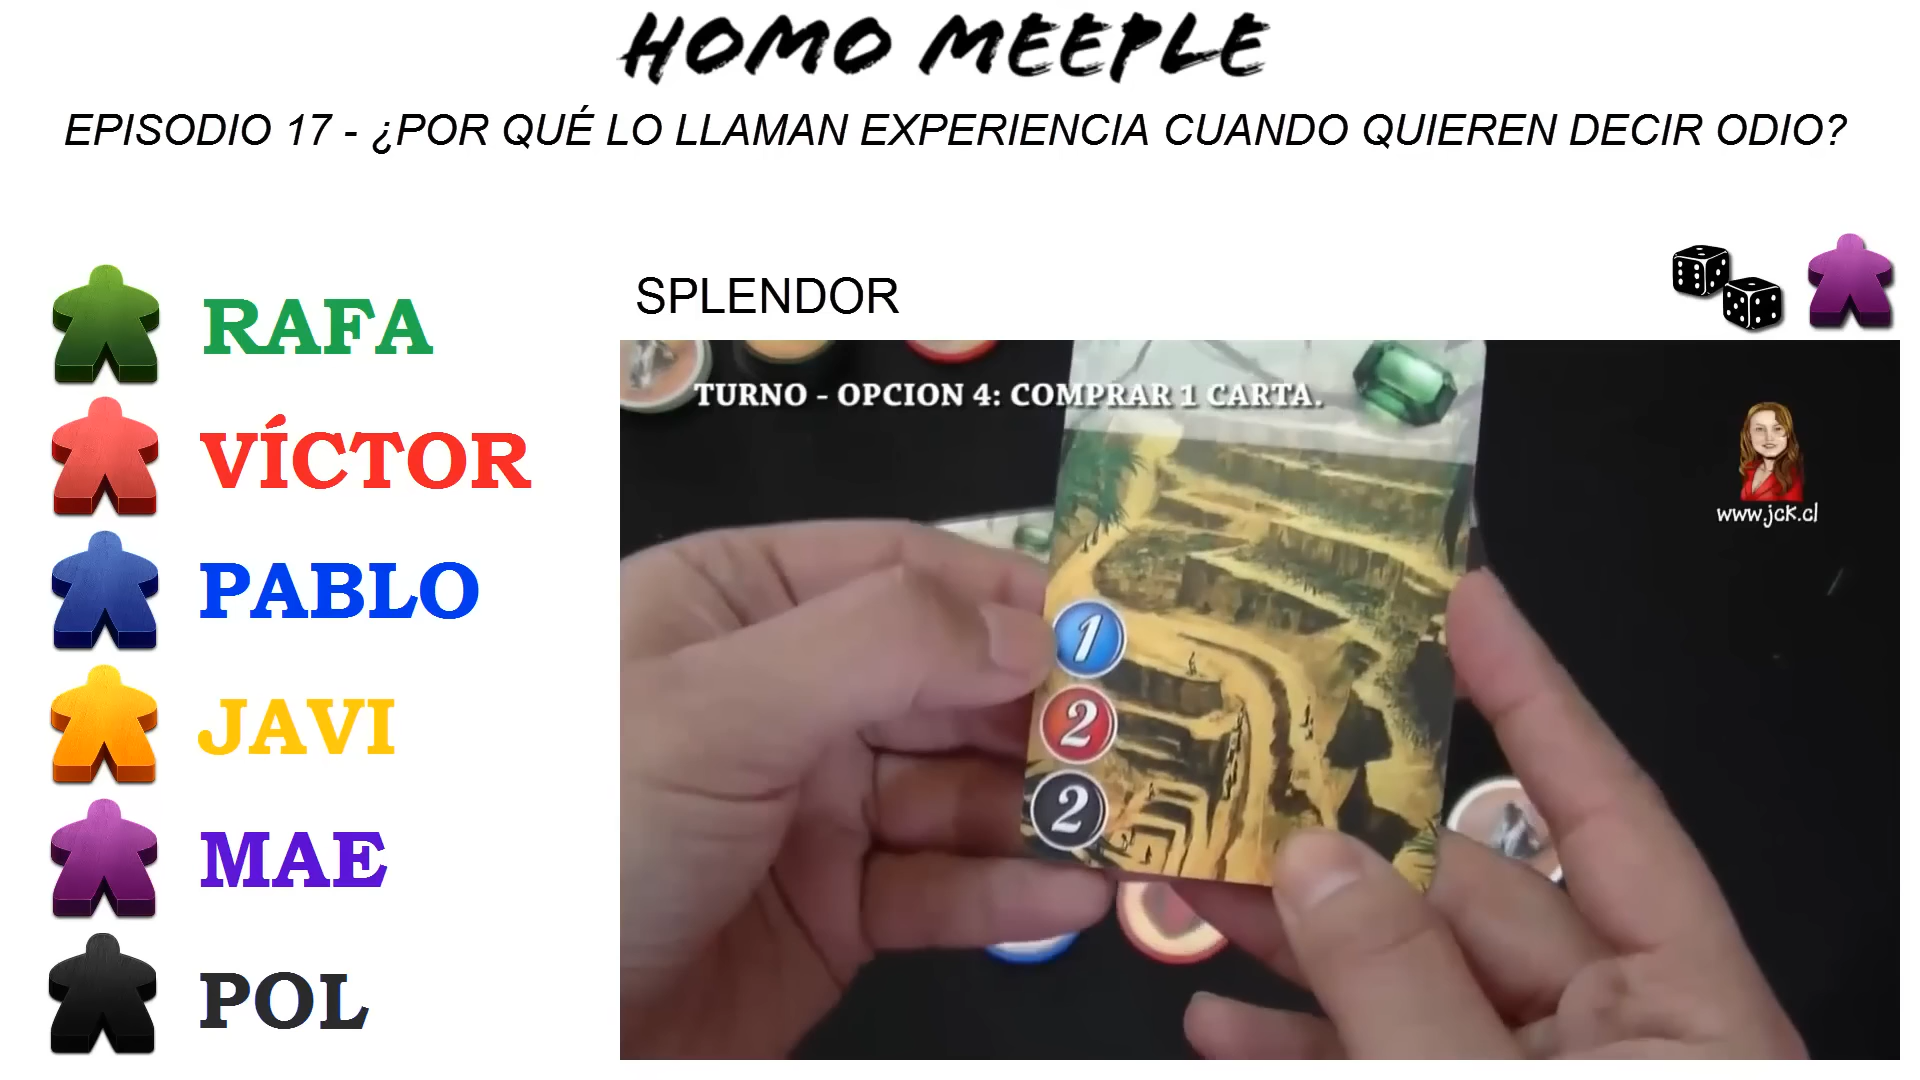 HOMO MEEPLE
EPISODIO 17 - ¿POR QUÉ LO LLAMAN EXPERIENCIA CUANDO QUIEREN DECIR ODIO?
RAFA
VÍCTOR
PABLO
JAVI
MAE
POL
SPLENDOR
TURNO - OPCION 4: COMPRAR 1 CARTA.
www.jck.cl
1
2
2